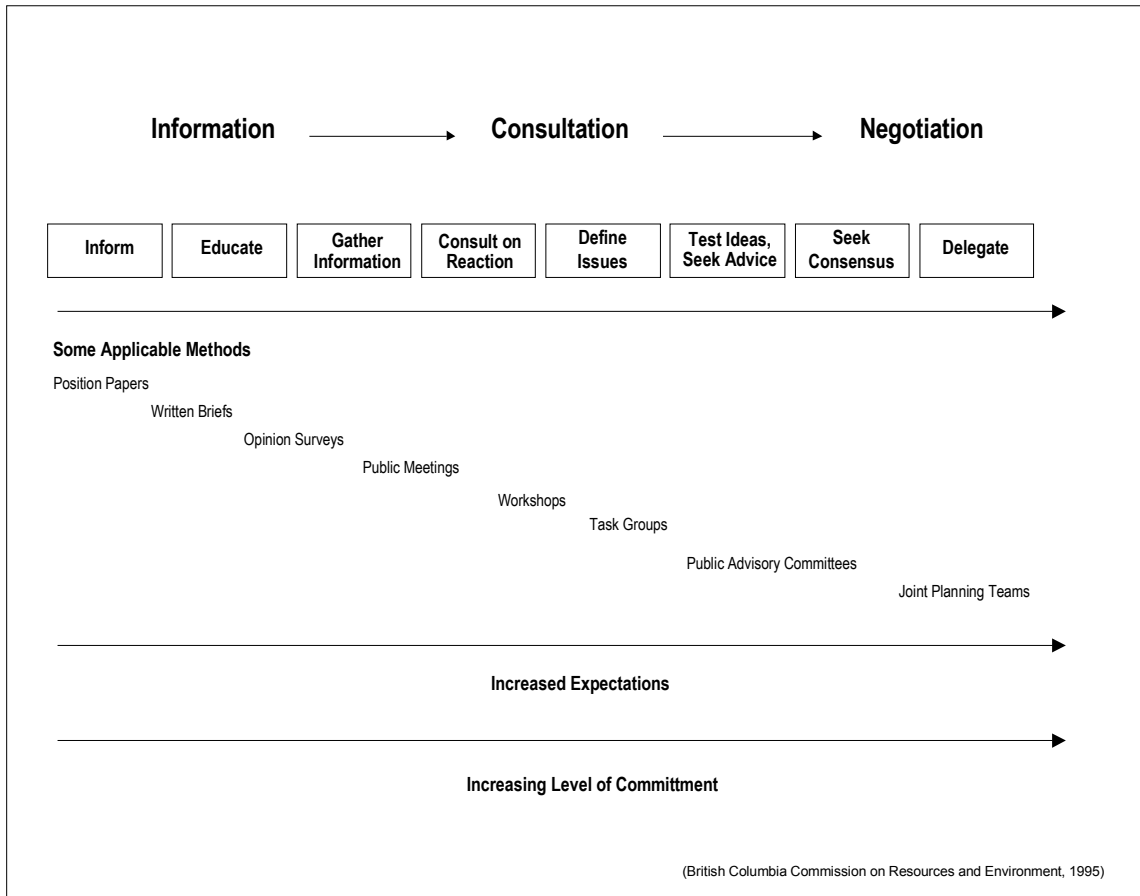 Information Consultation Negotiation
Inform
Educate
Gather
Information
Consult on
Reaction
Define
Issues
Test Ideas,
Seek Advice
Seek
Consensus
Delegate
Some Applicable Methods
Position Papers
Written Briefs
Opinion Surveys
Public Meetings
Workshops
Task Groups
Public Advisory Committees
Joint Planning Teams
Increased Expectations
Increasing Level of Committment
(British Columbia Commission on Resources and Environment, 1995)